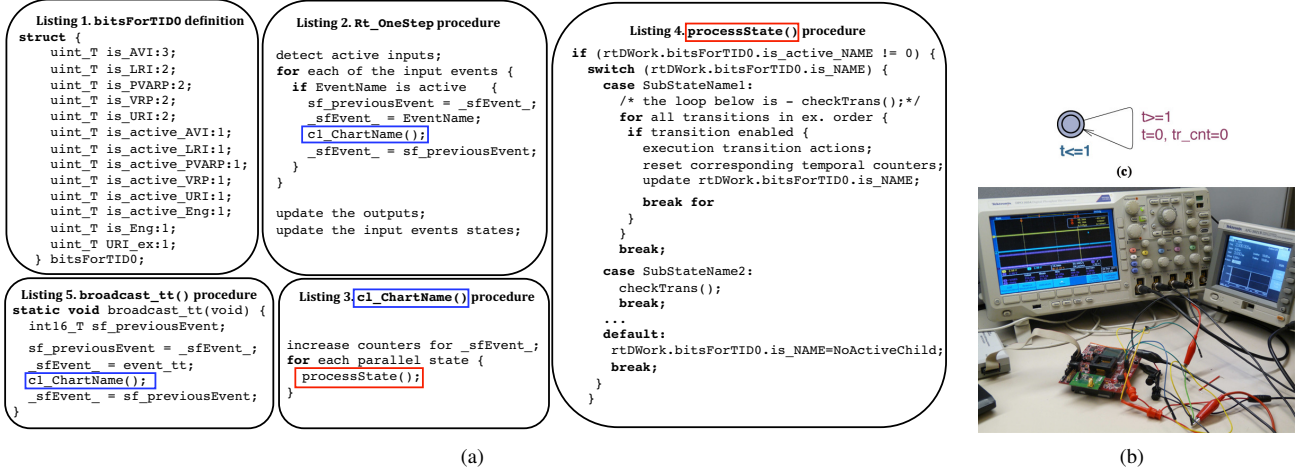 Listing 1. bitsForTID0 definition
struct {
uint_T is_AVI:3;
uint_T is_LRI:2;
uint_T is_PVARP:2;
uint_T is_VRP:2;
uint_T is_URI:2;
uint_T is_active_AVI:1;
uint_T is_active_LRI:1;
uint_T is_active_PVARP:1;
uint_T is_active_VRP:1;
uint_T is_active_URI:1;
uint_T is_active_Eng:1;
uint_T is_Eng:1;
uint_T URI_ex:1;
} bitsForTID0;
Listing 5. broadcast_tt() procedure
static void broadcast_tt(void) {
int16_T sf_previousEvent;
sf_previousEvent = _sfEvent_;
_sfEvent_ = event_tt;
cl_ChartName();
_sfEvent_ = sf_previousEvent;
}
Listing 2. Rt_OneStep procedure
detect active inputs;
for each of the input events {
if EventName is active {
sf_previousEvent = _sfEvent_;
_sfEvent_ = EventName;
cl_ChartName();
_sfEvent_ = sf_previousEvent;
}
}
update the outputs;
update the input events states;
Listing 3. cl_ChartName() procedure
increase counters for _sfEvent_;
for each parallel state {
processState();
}
Listing 4. processState() procedure
if (rtDWork.bitsForTID0.is_active_NAME != 0) {
switch (rtDWork.bitsForTID0.is_NAME) {
case SubStateName1:
/* the loop below is - checkTrans();*/
for all transitions in ex. order {
if transition enabled {
execution transition actions;
reset corresponding temporal counters;
update rtDWork.bitsForTID0.is_NAME;
break for
}
}
break;
case SubStateName2:
checkTrans();
break;
...
default:
rtDWork.bitsForTID0.is_NAME=NoActiveChild;
break;
}
}
(a)
t>=1
t=0, tr_cnt=0
t<=1
(c)
(b)